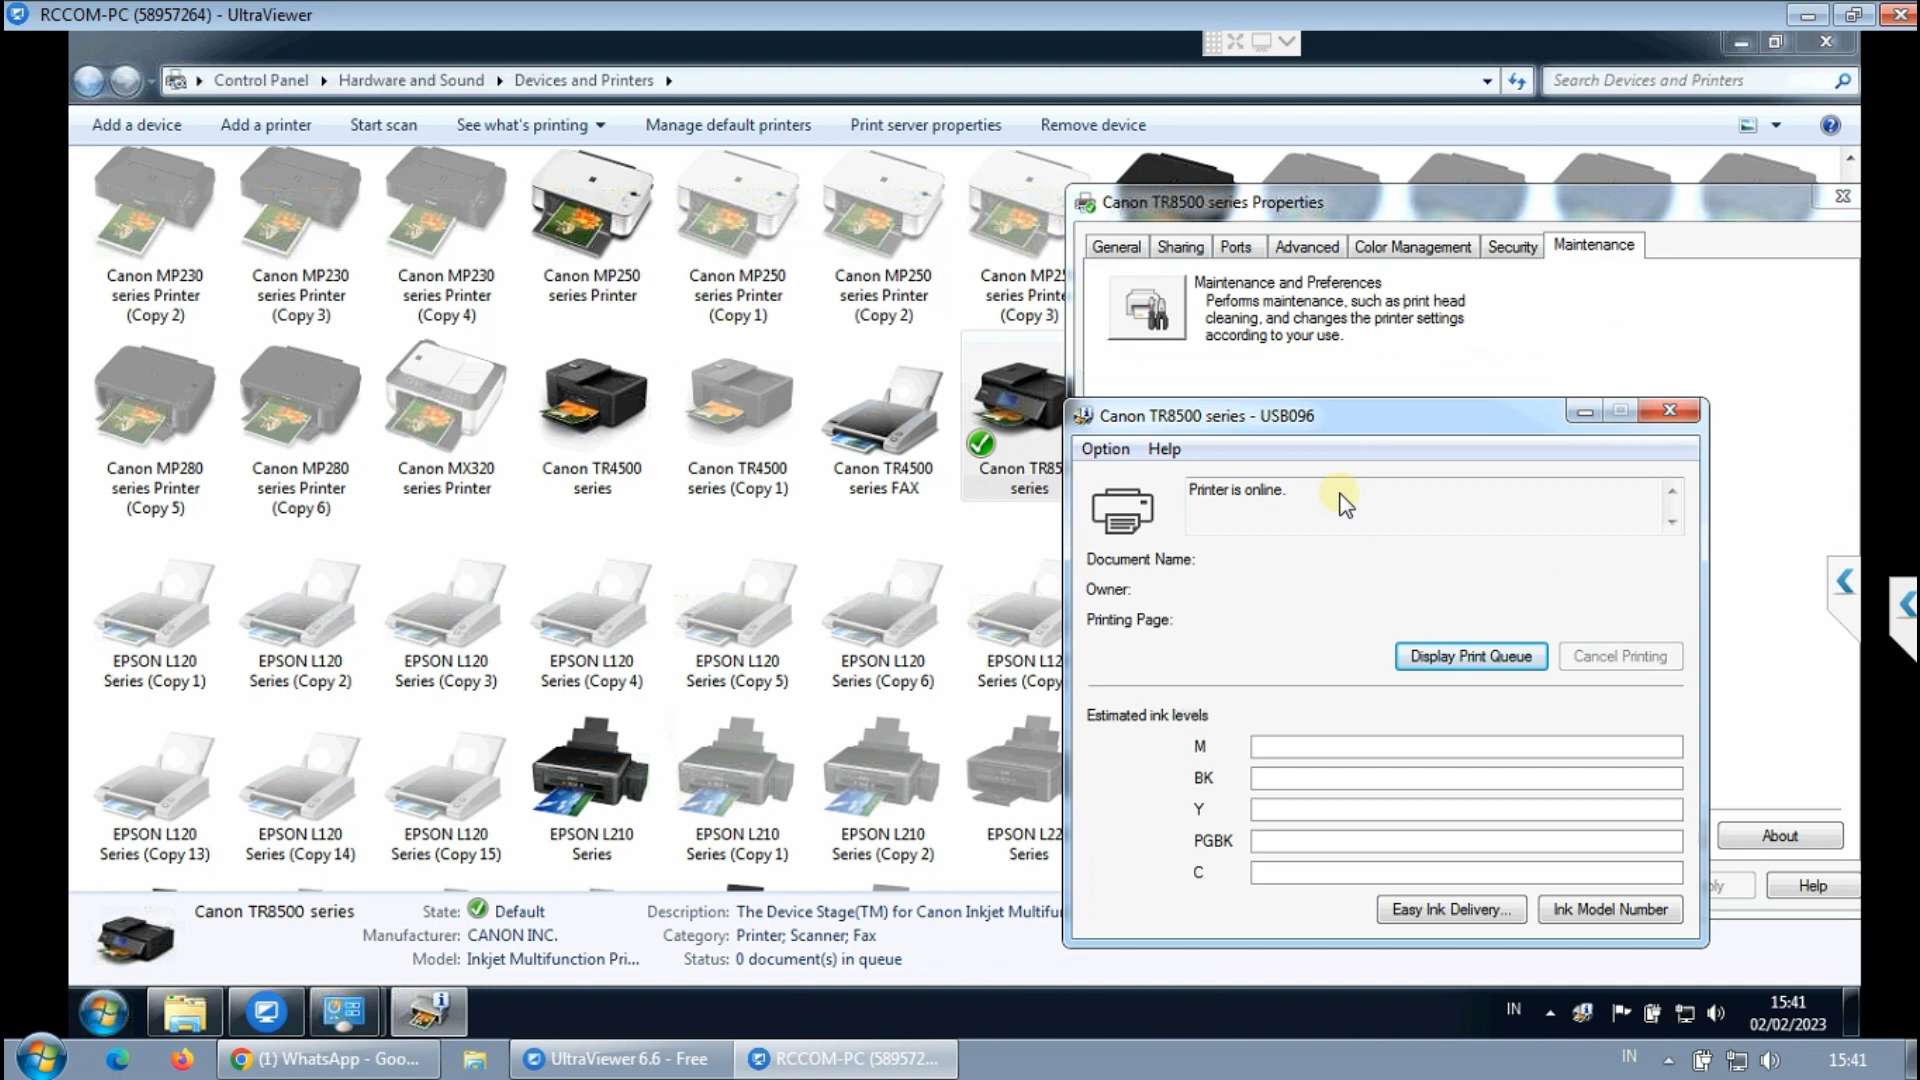 RCCOM-PC (58957264) - UltraViewer
Control Panel
Hardware and Sound
Devices and Printers
Search Devices and Printers
Add a device
Add a printer
Start scan
See what's printing
Manage default printers
Print server properties
Remove device
Canon MP230
series Printer
(Copy 2)
Canon MP230
series Printer
(Copy 3)
Canon MP230
series Printer
(Copy 4)
Canon MP250
series Printer
Canon MP250
series Printer
(Copy 1)
Canon MP250
series Printer
(Copy 2)
Canon MP25
series Printe
(Copy 3)
Canon MP280
series Printer
(Copy 5)
Canon MP280
series Printer
(Copy 6)
Canon MX320
series Printer
Canon TR4500
series
Canon TR4500
series (Copy 1)
Canon TR4500
series FAX
Canon TR85
series
EPSON L120
Series (Copy 1)
EPSON L120
Series (Copy 2)
EPSON L120
Series (Copy 3)
EPSON L120
Series (Copy 4)
EPSON L120
Series (Copy 5)
EPSON L120
Series (Copy 6)
EPSON L12
Series (Copy
EPSON L120
Series (Copy 13)
EPSON L120
Series (Copy 14)
EPSON L120
Series (Copy 15)
EPSON L210
Series
EPSON L210
Series (Copy 1)
EPSON L210
Series (Copy 2)
EPSON L22
Series
Canon TR8500 series Properties
General
Sharing
Ports
Advanced
Color Management
Security
Maintenance
Maintenance and Preferences
Performs maintenance, such as print head
cleaning, and changes the printer settings
according to your use.
Canon TR8500 series - USB096
Option
Help
Printer is online.
Document Name:
Owner:
Printing Page:
Display Print Queue
Cancel Printing
Estimated ink levels
M
BK
Y
PGBK
C
Easy Ink Delivery...
Ink Model Number
About
ply
Help
Canon TR8500 series
State: Default
Manufacturer: CANON INC.
Model: Inkjet Multifunction Pri...
Description: The Device Stage(TM) for Canon Inkjet Multifu
Category: Printer; Scanner; Fax
Status: 0 document(s) in queue
IN
15:41
02/02/2023
(1) WhatsApp - Goo...
UltraViewer 6.6 - Free
RCCOM-PC (589572...
IN
15:41